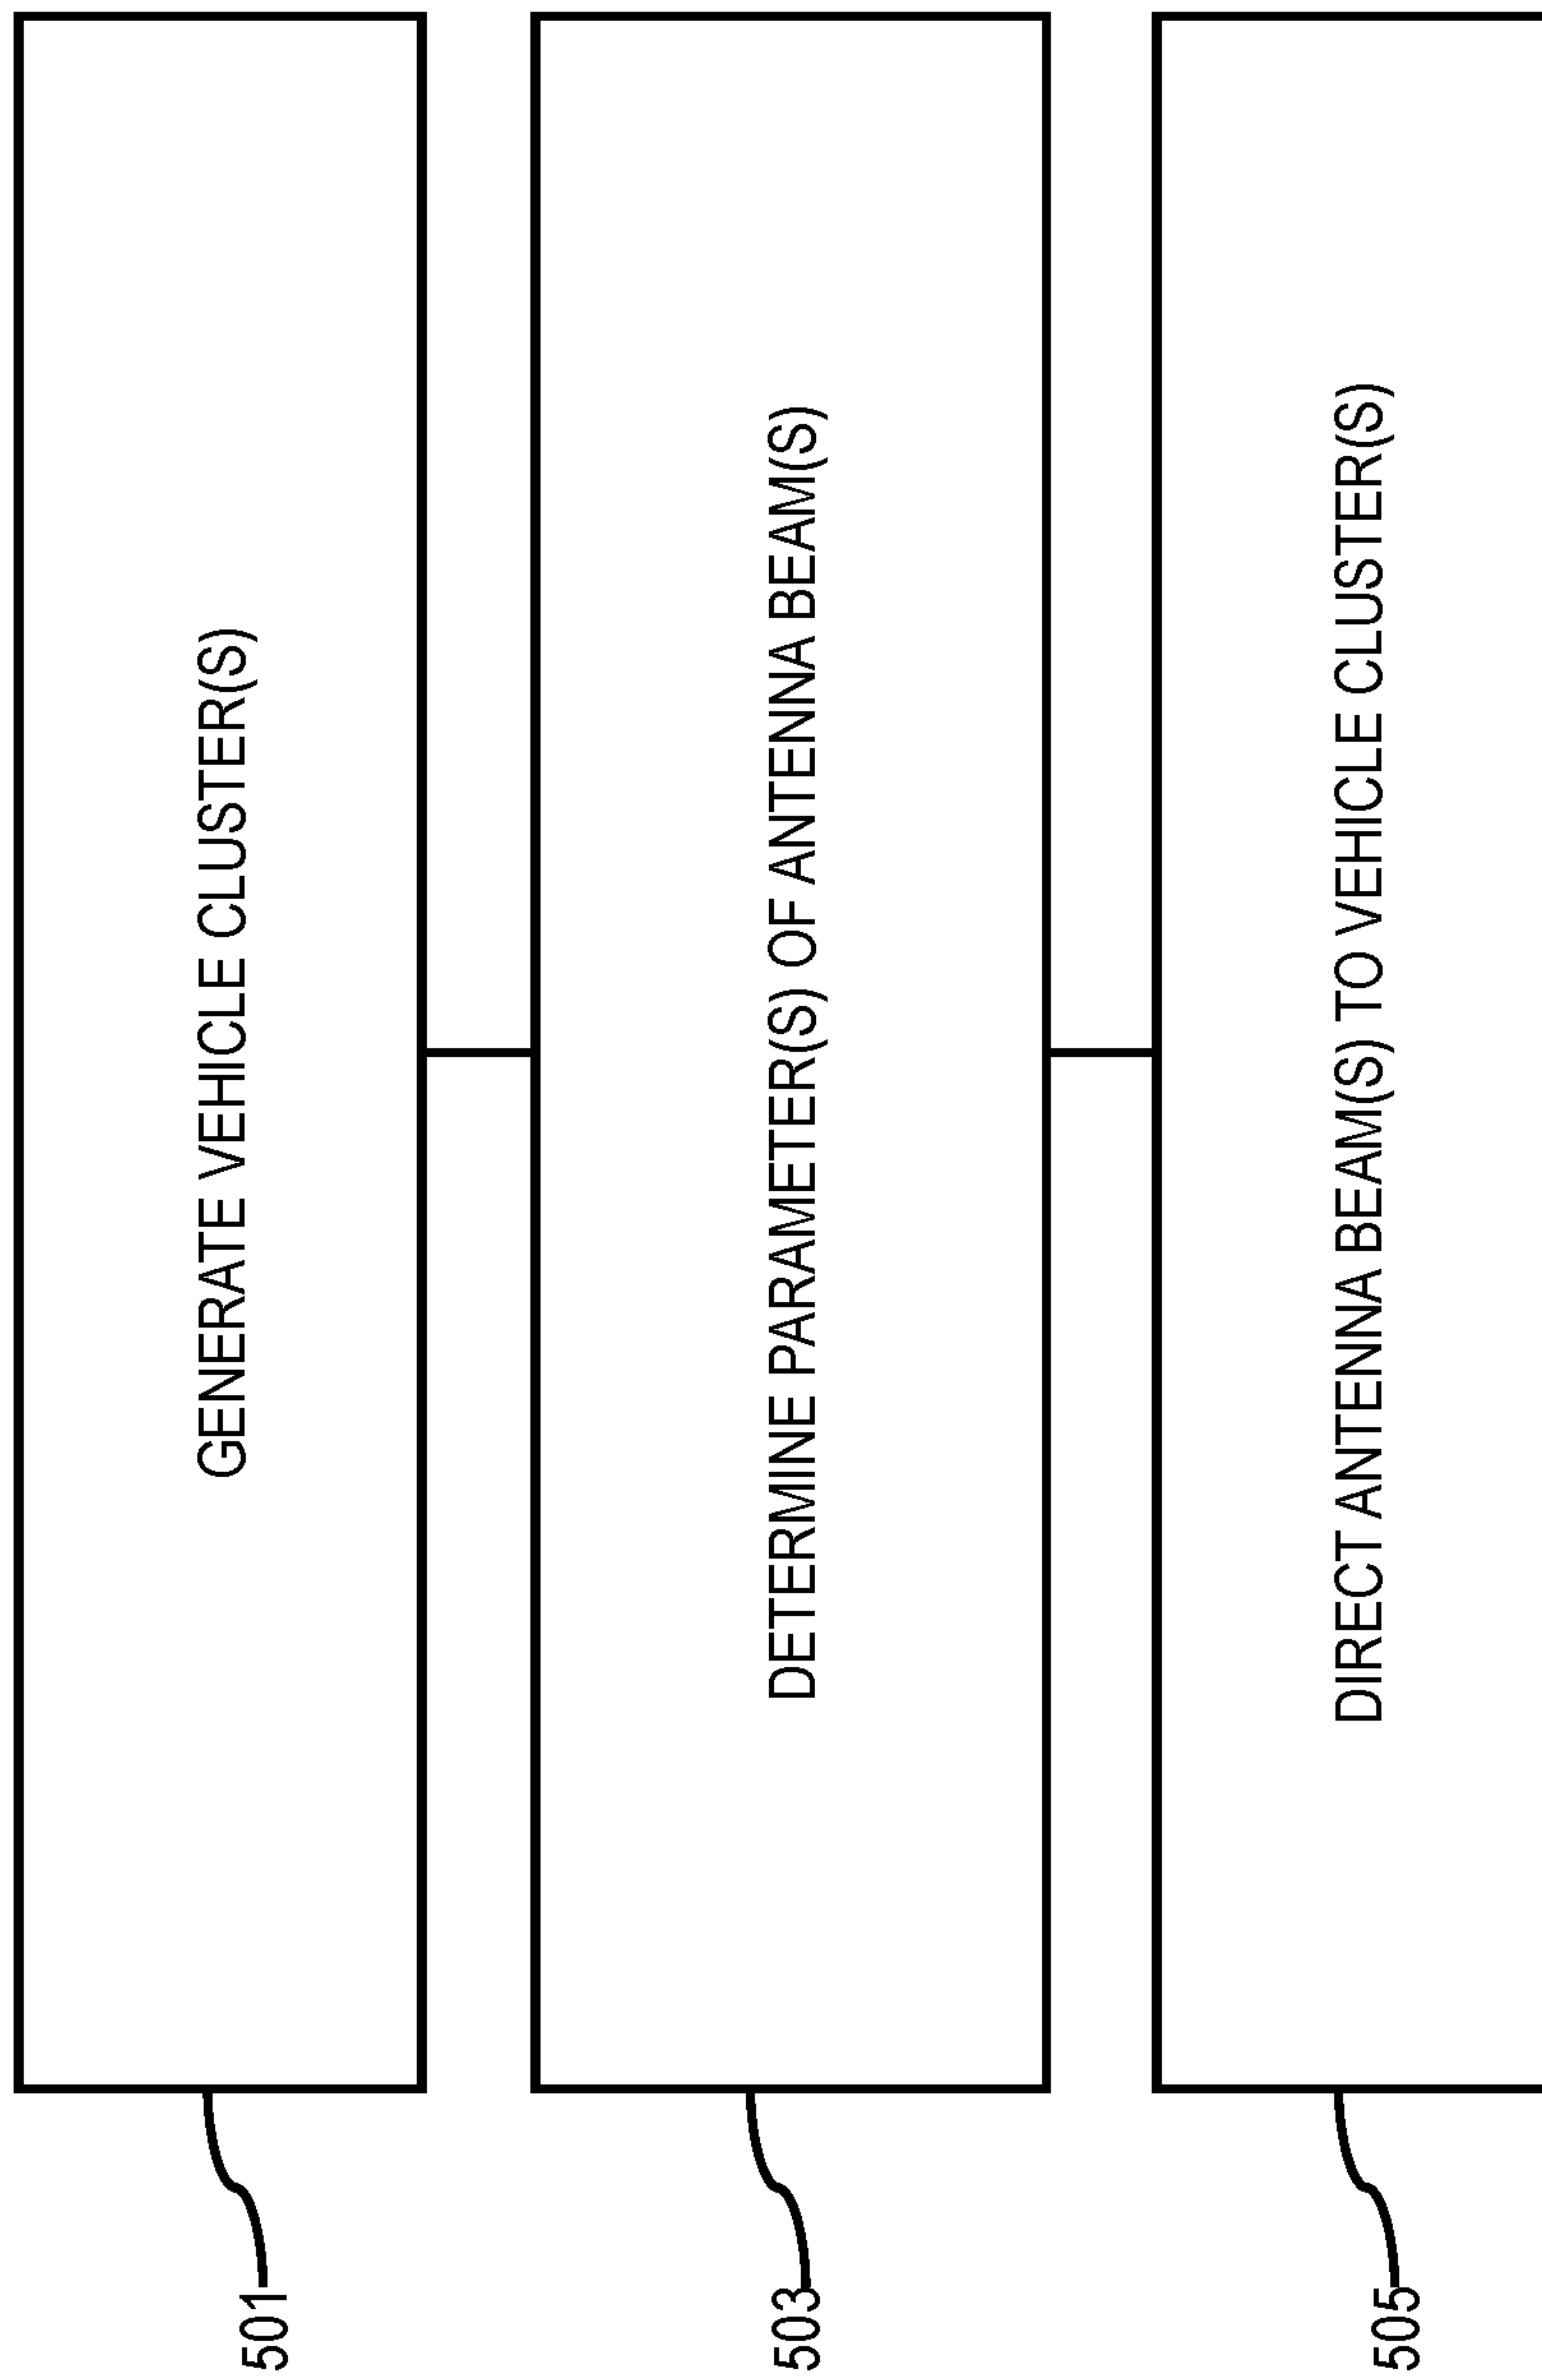 GENERATE VEHICLE CLUSTER(S)
501
DETERMINE PARAMETER(S) OF ANTENNA BEAM(S)
503
DIRECT ANTENNA BEAM(S) TO VEHICLE CLUSTER(S)
505